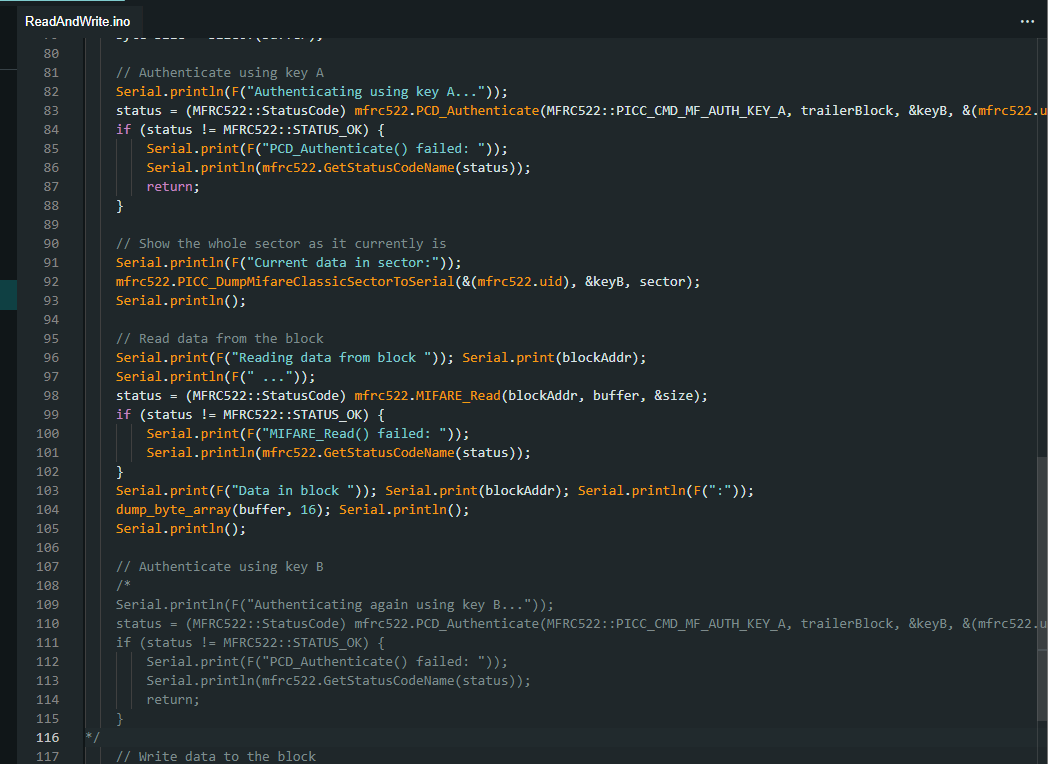 ReadAndWrite.ino
80
81 // Authenticate using key A
82 Serial.println(F("Authenticating using key A..."));
83 status = (MFRC522::StatusCode) mfrc522.PCD_Authenticate(MFRC522::PICC_CMD_MF_AUTH_KEY_A, trailerBlock, &keyB, &(mfrc522.u
84 if (status != MFRC522::STATUS_OK) {
85 Serial.print(F("PCD_Authenticate() failed: "));
86 Serial.println(mfrc522.GetStatusCodeName(status));
87 return;
88 }
89
90 // Show the whole sector as it currently is
91 Serial.println(F("Current data in sector:"));
92 mfrc522.PICC_DumpMifareClassicSectorToSerial(&(mfrc522.uid), &keyB, sector);
93 Serial.println();
94
95 // Read data from the block
96 Serial.print(F("Reading data from block ")); Serial.print(blockAddr);
97 Serial.println(F(" ..."));
98 status = (MFRC522::StatusCode) mfrc522.MIFARE_Read(blockAddr, buffer, &size);
99 if (status != MFRC522::STATUS_OK) {
100 Serial.print(F("MIFARE_Read() failed: "));
101 Serial.println(mfrc522.GetStatusCodeName(status));
102 }
103 Serial.print(F("Data in block ")); Serial.print(blockAddr); Serial.println(F(":"));
104 dump_byte_array(buffer, 16); Serial.println();
105 Serial.println();
106
107 // Authenticate using key B
108 /*
109 Serial.println(F("Authenticating again using key B..."));
110 status = (MFRC522::StatusCode) mfrc522.PCD_Authenticate(MFRC522::PICC_CMD_MF_AUTH_KEY_A, trailerBlock, &keyB, &(mfrc522.u
111 if (status != MFRC522::STATUS_OK) {
112 Serial.print(F("PCD_Authenticate() failed: "));
113 Serial.println(mfrc522.GetStatusCodeName(status));
114 return;
115 }
116 */
117 // Write data to the block